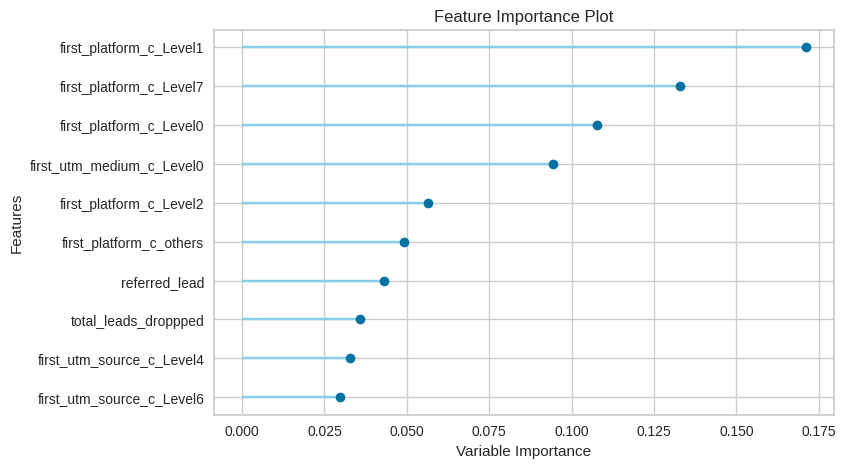 Feature Importance Plot
first_platform_c_Level1
first_platform_c_Level7
first_platform_c_Level0
first_utm_medium_c_Level0
first_platform_c_Level2
first_platform_c_others
referred_lead
total_leads_droppped
first_utm_source_c_Level4
first_utm_source_c_Level6
Features
0.000 0.025 0.050 0.075 0.100 0.125 0.150 0.175
Variable Importance